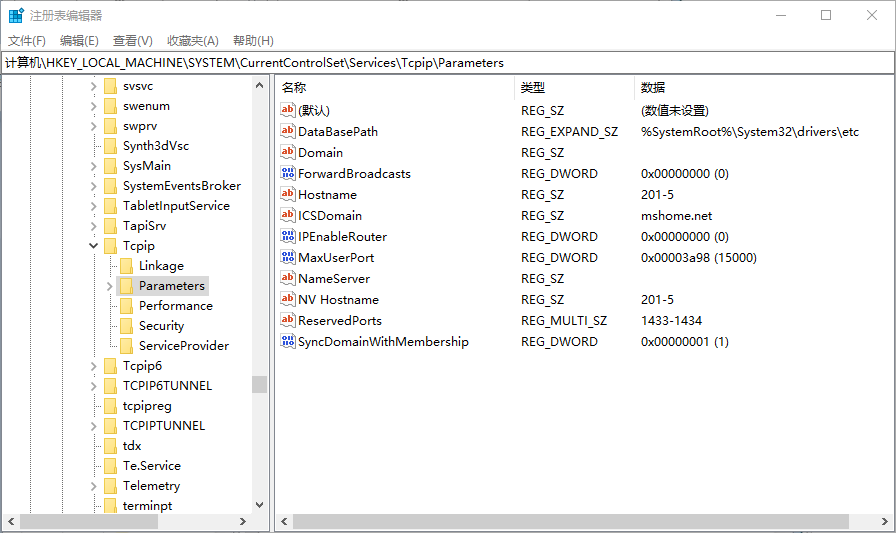 注册表编辑器
文件(F) 编辑(E) 查看(V) 收藏夹(A) 帮助(H)
计算机\HKEY_LOCAL_MACHINE\SYSTEM\CurrentControlSet\Services\Tcpip\Parameters
svsvc
swenum
swprv
Synth3dVsc
SysMain
SystemEventsBroker
TabletInputService
TapiSrv
Tcpip
Linkage
Parameters
Performance
Security
ServiceProvider
Tcpip6
TCPIP6TUNNEL
tcpipreg
TCPIPTUNNEL
tdx
Te.Service
Telemetry
terminpt
名称 类型 数据
(默认) REG_SZ (数值未设置)
DataBasePath REG_EXPAND_SZ %SystemRoot%\System32\drivers\etc
Domain REG_SZ
ForwardBroadcasts REG_DWORD 0x00000000 (0)
Hostname REG_SZ 201-5
ICSDomain REG_SZ mshome.net
IPEnableRouter REG_DWORD 0x00000000 (0)
MaxUserPort REG_DWORD 0x00003a98 (15000)
NameServer REG_SZ
NV Hostname REG_SZ 201-5
ReservedPorts REG_MULTI_SZ 1433-1434
SyncDomainWithMembership REG_DWORD 0x00000001 (1)